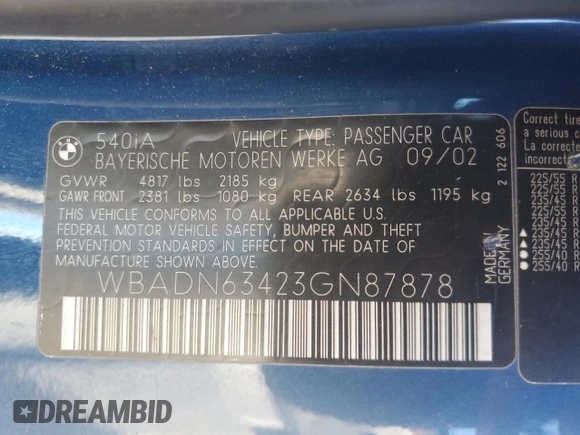 540iA VEHICLE TYPE: PASSENGER CAR
BAYERISCHE MOTOREN WERKE AG 09/02
GVWR 4817 lbs 2185 kg
GAWR FRONT 2381 lbs 1080 kg REAR 2634 lbs 1195 kg
THIS VEHICLE CONFORMS TO ALL APPLICABLE U.S.
FEDERAL MOTOR VEHICLE SAFETY, BUMPER AND THEFT
PREVENTION STANDARDS IN EFFECT ON THE DATE OF
MANUFACTURE SHOWN ABOVE.
WBADN63423GN87878
2 122 606
MADE IN
GERMANY
Correct tire
a serious
La correcte
incorrect
225/55 R
235/45 R
225/55 R
235/45 R
235/45 R
255/40 R
255/40 R
DREAMBID